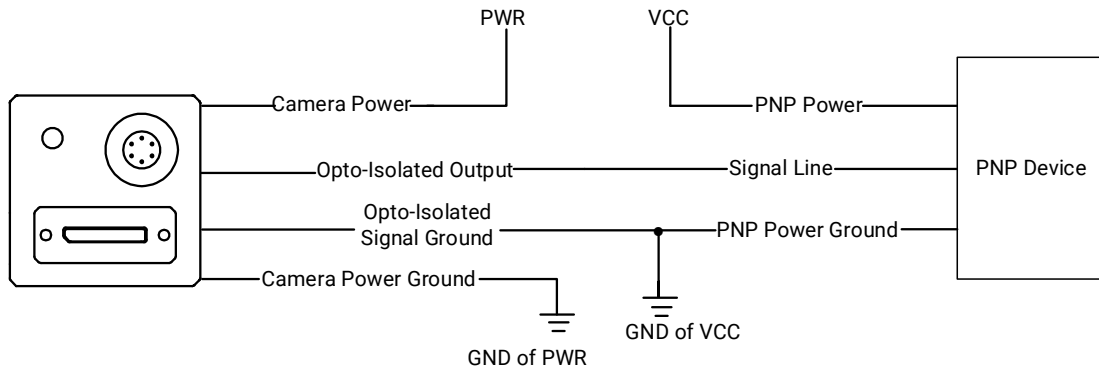 PWR
VCC
Camera Power
PNP Power
Opto-Isolated Output
Signal Line
PNP Device
Opto-Isolated
Signal Ground
PNP Power Ground
Camera Power Ground
GND of VCC
GND of PWR